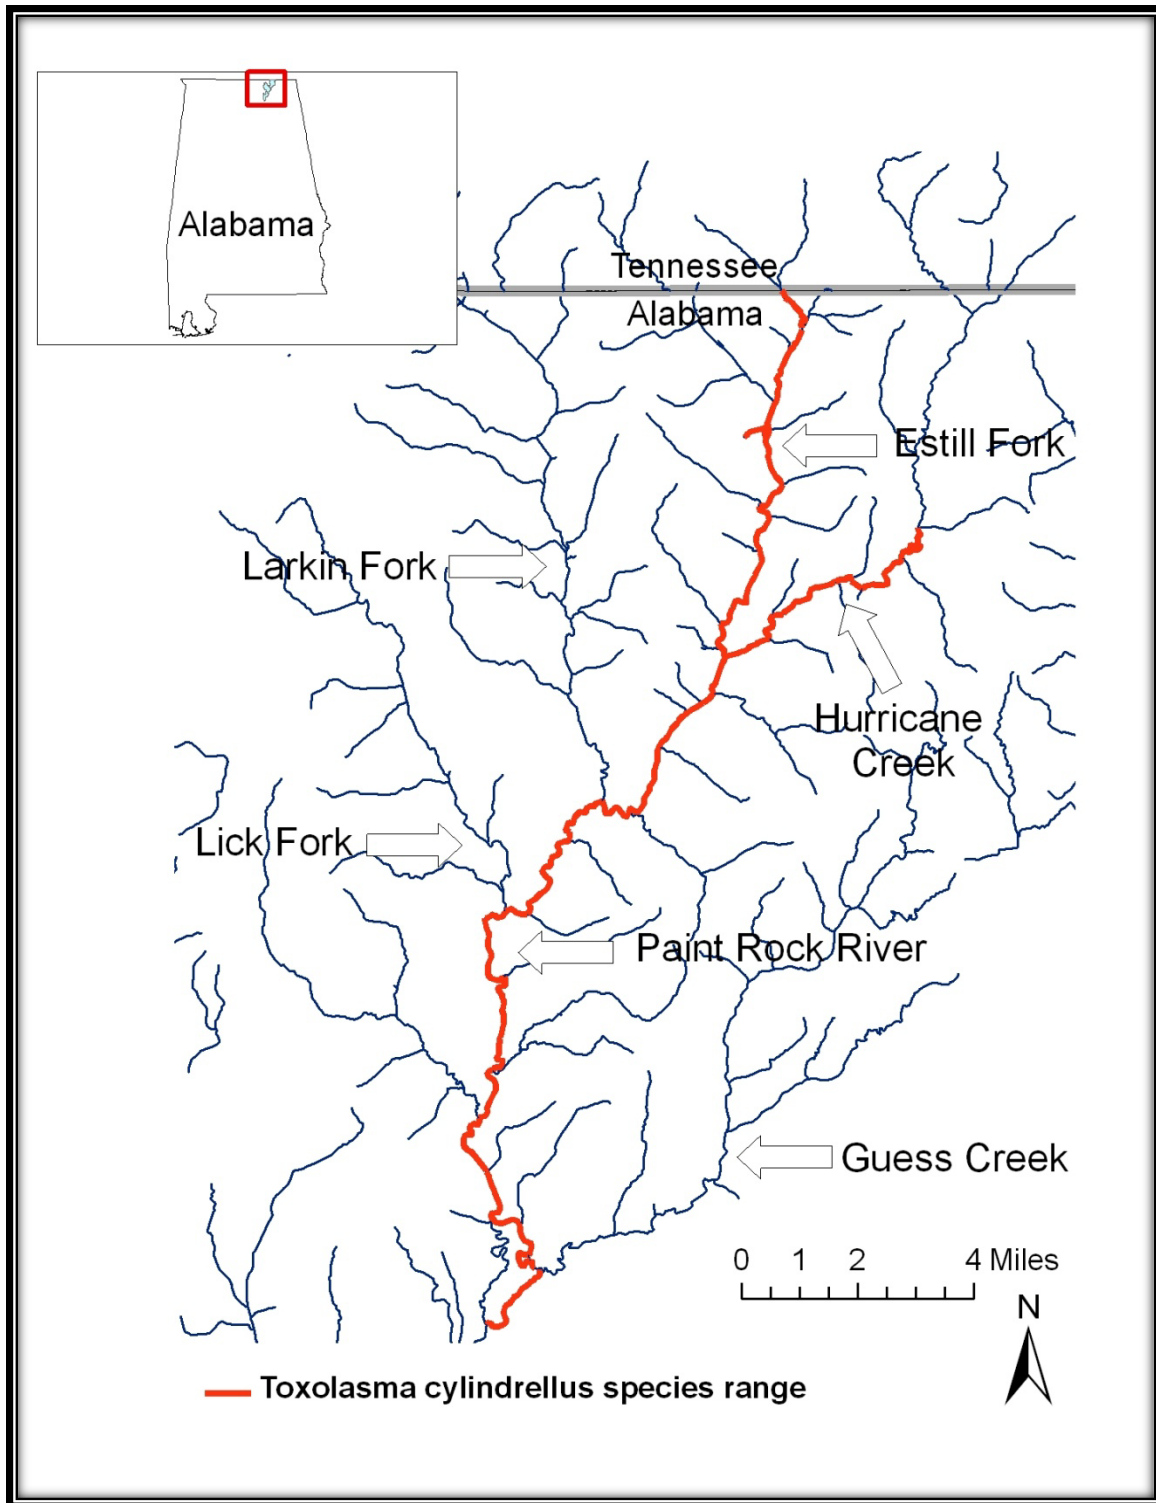 Alabama
Tennessee
Alabama
Estill Fork
Larkin Fork
Hurricane
Creek
Lick Fork
Paint Rock River
Guess Creek
0 1 2 4 Miles
N
Toxolasma cylindrellus species range